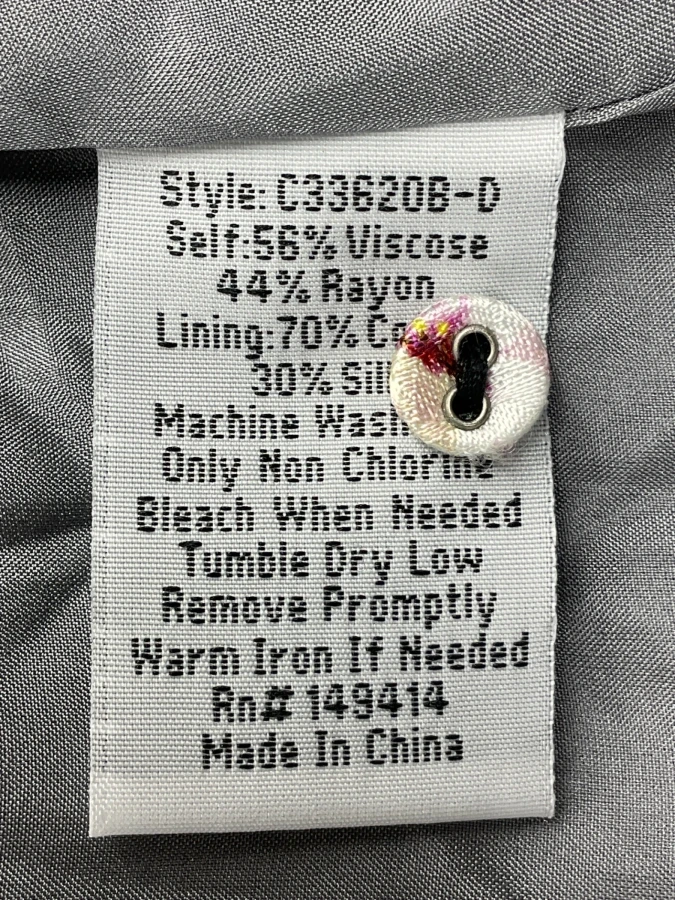 Style: C33620B-D
Self:56% Viscose
44% Rayon
Lining:70%
30%
Machine
Only Non Chlorine
Bleach When Needed
Tumble Dry Low
Remove Promptly
Warm Iron If Needed
Rn# 149414
Made In China